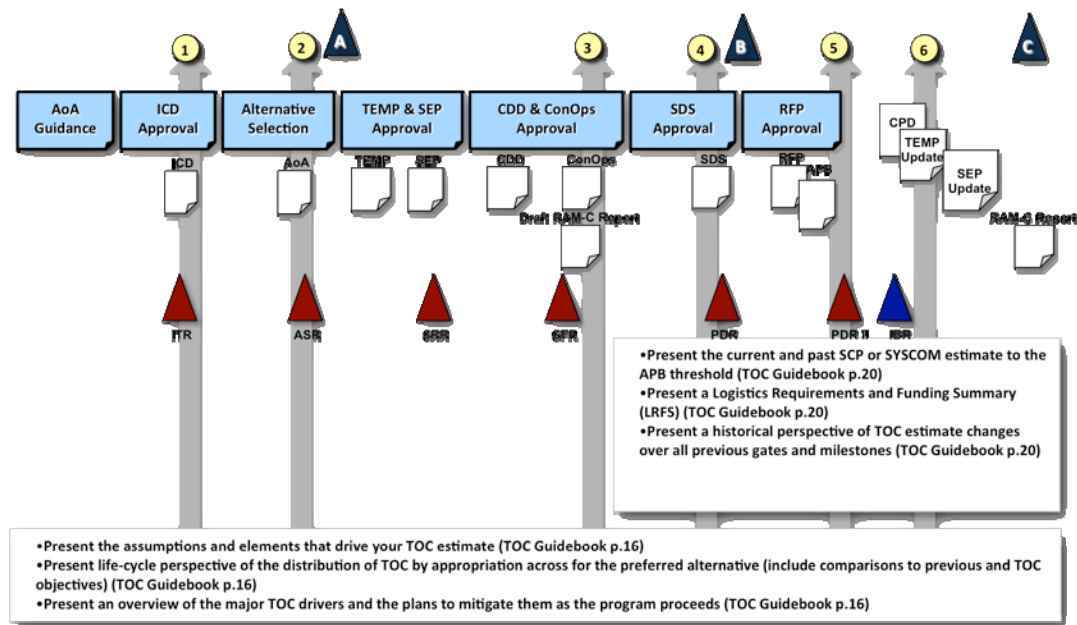 A
B
C
1
2
3
4
5
6
AoA
Guidance
ICD
Approval
Alternative
Selection
TEMP & SEP
Approval
CDD & ConOps
Approval
SDS
Approval
RFP
Approval
CPD
TEMP
Update
SEP
Update
ICD
AoA
TEMP
SEP
CDD
ConOps
SDS
RFP
APB
Draft RAM-C Report
RAM-C Report
ITR
ASR
SRR
SFR
PDR
PDR II
IBR
•Present the current and past SCP or SYSCOM estimate to the
APB threshold (TOC Guidebook p.20)
•Present a Logistics Requirements and Funding Summary
(LRFS) (TOC Guidebook p.20)
•Present a historical perspective of TOC estimate changes
over all previous gates and milestones (TOC Guidebook p.20)
•Present the assumptions and elements that drive your TOC estimate (TOC Guidebook p.16)
•Present life-cycle perspective of the distribution of TOC by appropriation across for the preferred alternative (include comparisons to previous and TOC
objectives) (TOC Guidebook p.16)
•Present an overview of the major TOC drivers and the plans to mitigate them as the program proceeds (TOC Guidebook p.16)